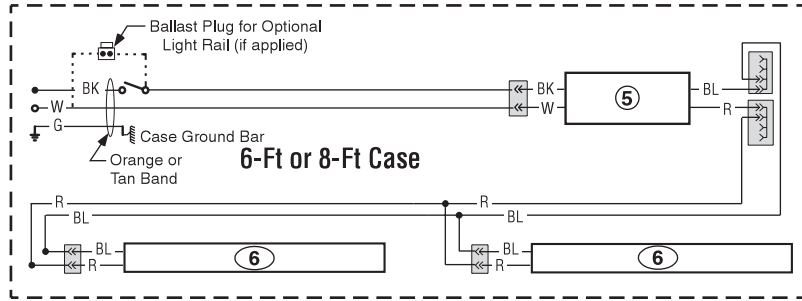 Ballast Plug for Optional
Light Rail (if applied)
BK
W
G
Case Ground Bar
Orange or
Tan Band
6-Ft or 8-Ft Case
BK
W
5
BL
R
R
BL
R
BL
BL
R
6
BL
R
6